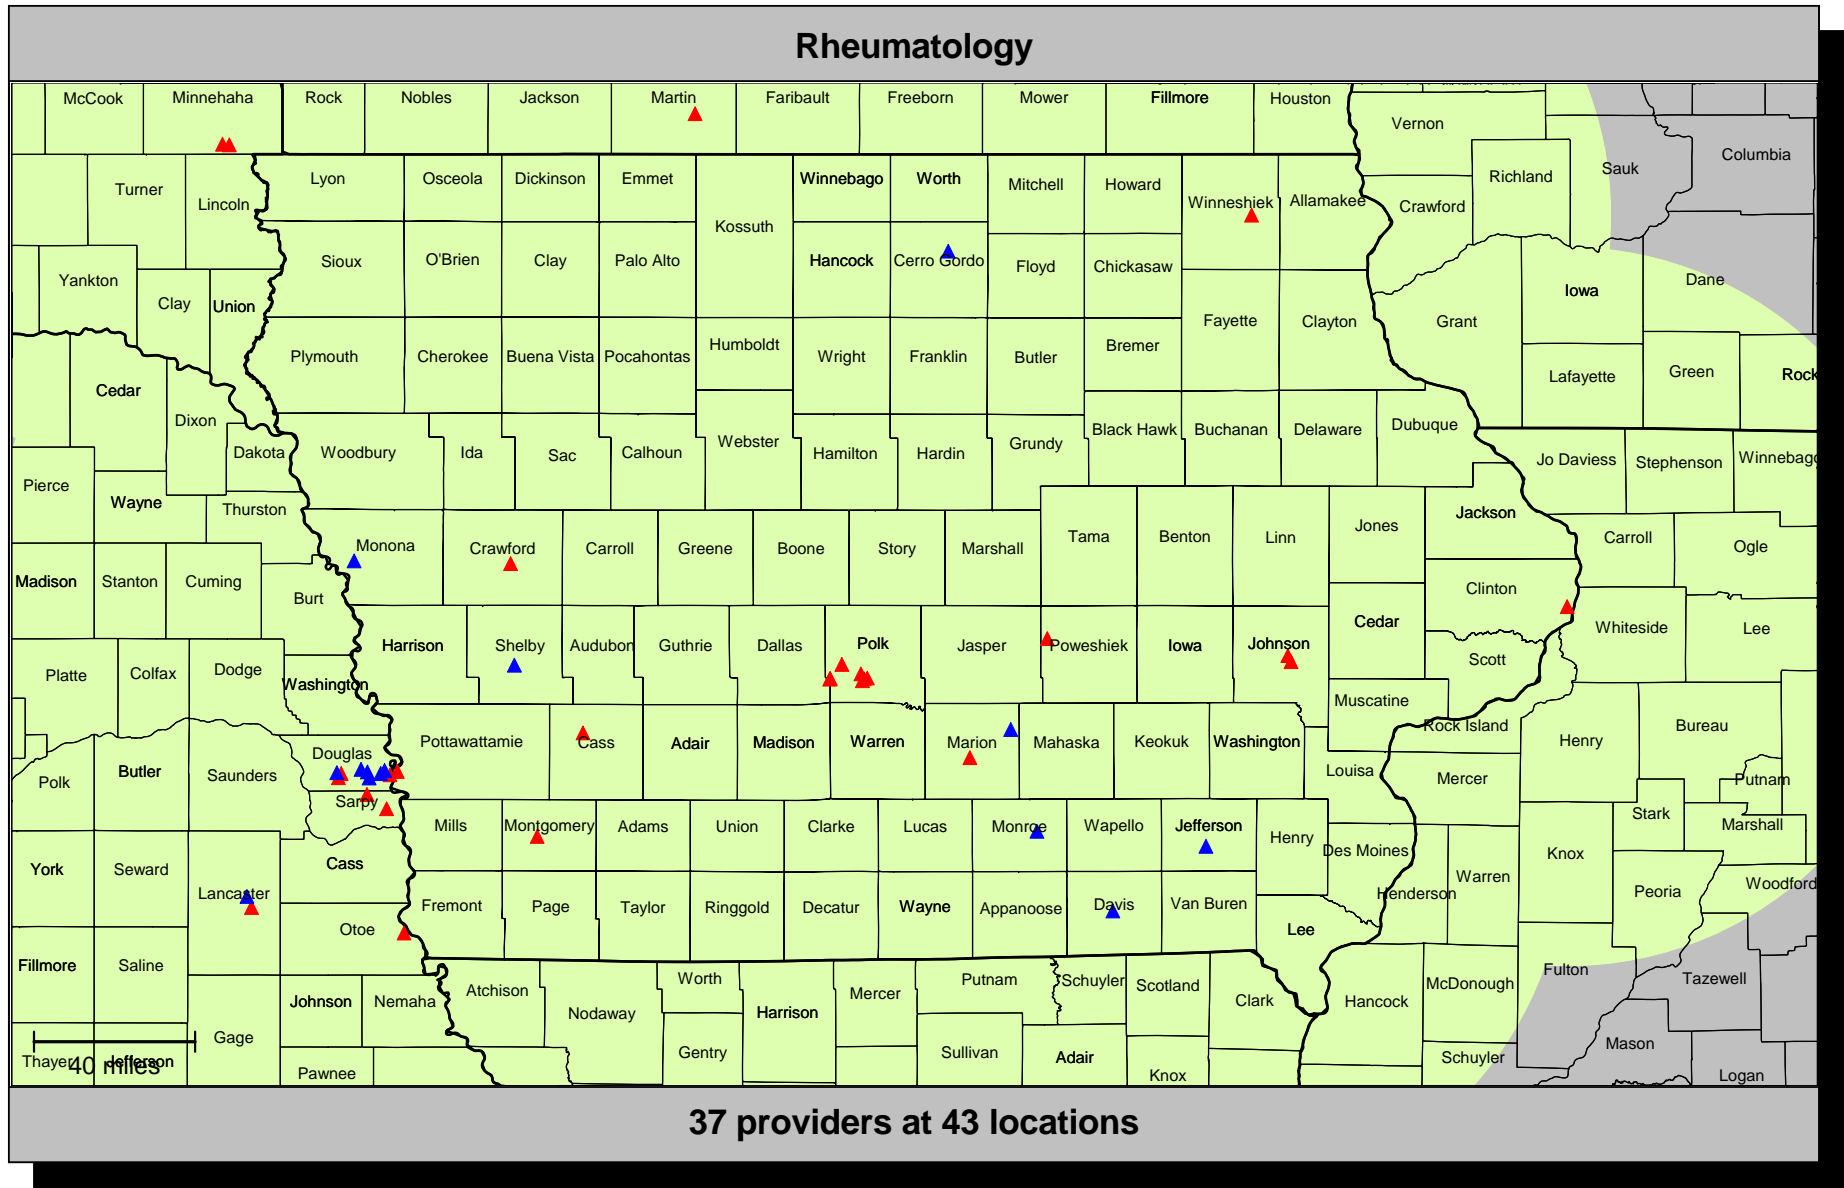 Rheumatology
McCook Minnehaha Rock Nobles Jackson Martin Faribault Freeborn Mower Fillmore Houston
Vernon
Turner Lincoln Lyon Osceola Dickinson Emmet Winnebago Worth Mitchell Howard Winneshiek Allamakee Crawford Richland Sauk Columbia
Kossuth
Yankton Clay Union Sioux O'Brien Clay Palo Alto Hancock Cerro Gordo Floyd Chickasaw Iowa Dane
Fayette Clayton Grant
Cedar Dixon Plymouth Cherokee Buena Vista Pocahontas Humboldt Wright Franklin Butler Bremer Lafayette Green Rock
Dakota Woodbury Ida Sac Calhoun Webster Hamilton Hardin Grundy Black Hawk Buchanan Delaware Dubuque Jo Daviess Stephenson Winnebago
Pierce Wayne Thurston
Monona Crawford Carroll Greene Boone Story Marshall Tama Benton Linn Jones Jackson Carroll Ogle
Madison Stanton Cuming Burt Clinton
Harrison Shelby Audubon Guthrie Dallas Polk Jasper Poweshiek Iowa Johnson Cedar Scott Whiteside Lee
Platte Colfax Dodge Washington Muscatine
Rock Island Bureau
Pottawattamie Cass Adair Madison Warren Marion Mahaska Keokuk Washington Henry
Polk Butler Saunders Douglas Louisa Mercer Putnam
Sarpy
Mills Montgomery Adams Union Clarke Lucas Monroe Wapello Jefferson Henry Des Moines Stark Marshall
York Seward Cass Knox
Lancaster Henderson Warren Peoria Woodford
Otoe Fremont Page Taylor Ringgold Decatur Wayne Appanoose Davis Van Buren Lee
Fillmore Saline Fulton Tazewell
Johnson Nemaha Atchison Nodaway Worth Harrison Mercer Putnam Schuyler Scotland Clark Hancock McDonough
Gage Gentry Sullivan Adair Schuyler Mason
Thayer Jefferson Pawnee Knox Logan
40 miles
37 providers at 43 locations